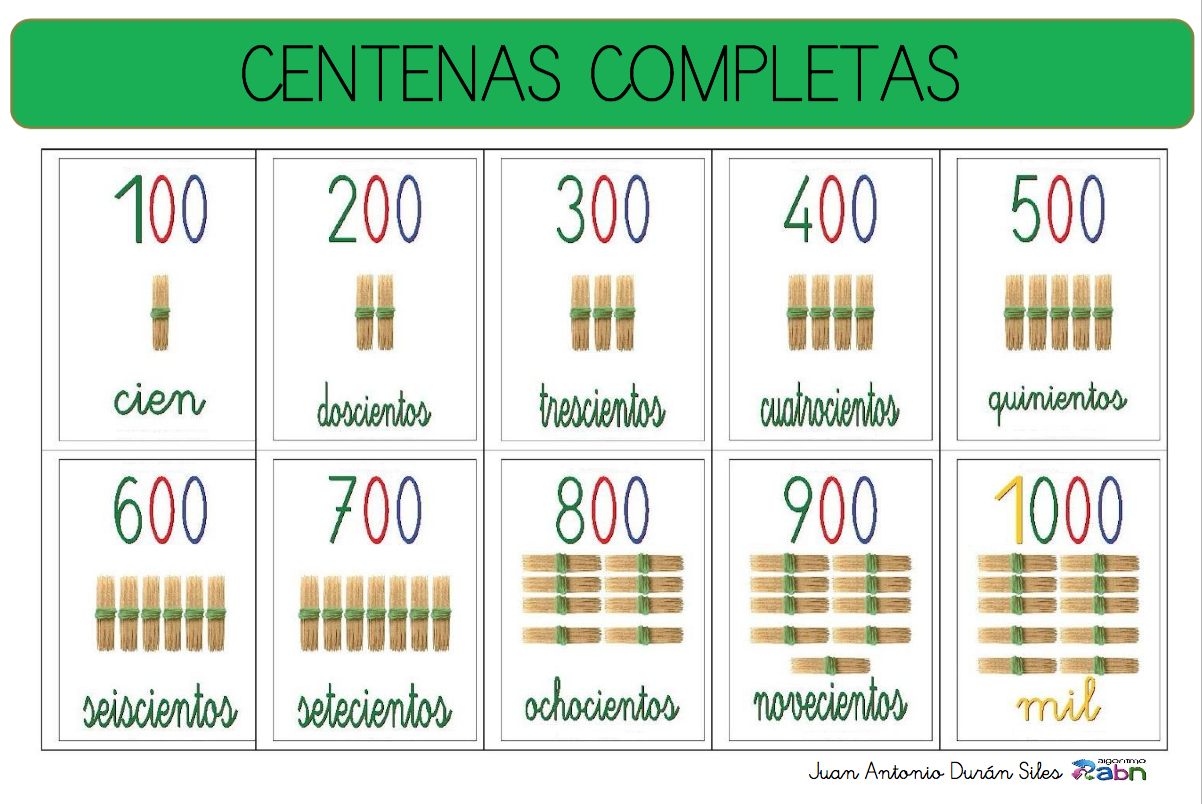 CENTENAS COMPLETAS
100 200 300 400 500
cien doscientos trescientos cuatrocientos quinientos
600 700 800 900 1000
seiscientos setecientos ochocientos novecientos mil
Juan Antonio Durán Siles algoritmo abn